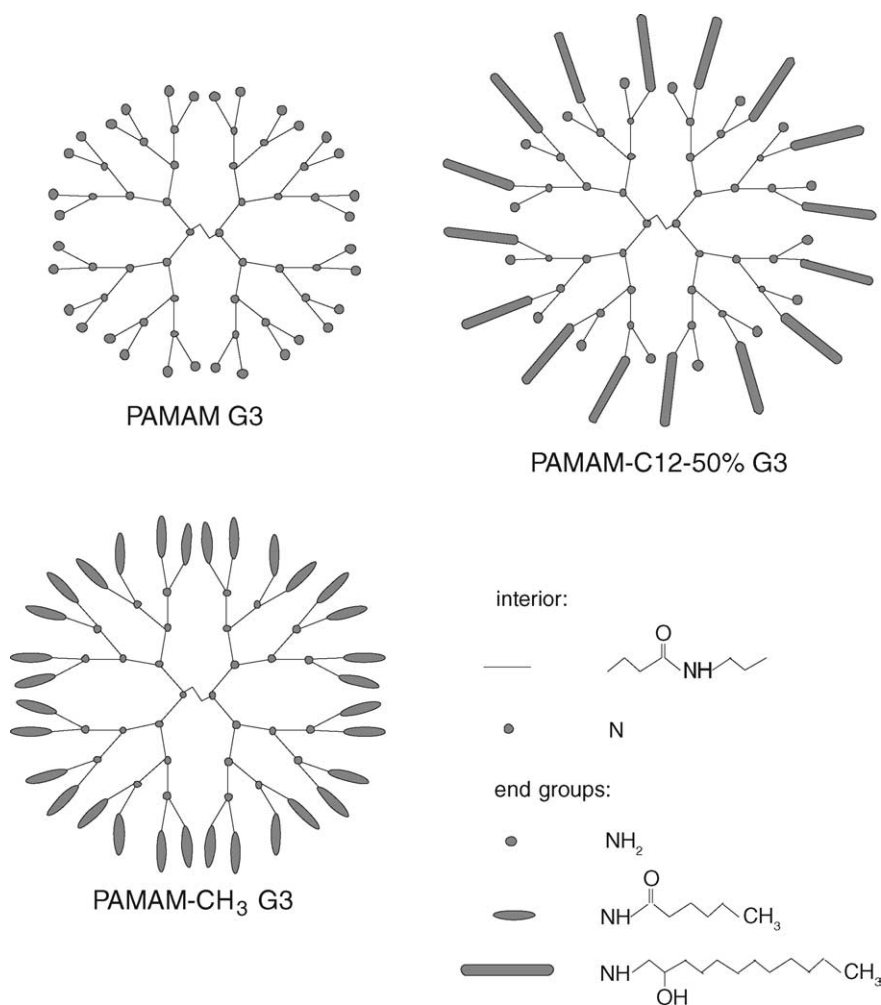 PAMAM G3
PAMAM-C12-50% G3
PAMAM-CH₃ G3
interior:
O
NH
N
end groups:
NH₂
O
NH
CH₃
NH
OH
CH₃